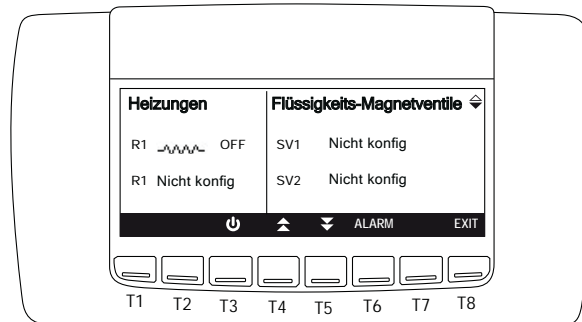 Heizungen
Flüssigkeits-Magnetventile
R1 OFF
SV1 Nicht konfig
R1 Nicht konfig
SV2 Nicht konfig
ALARM EXIT
T1 T2 T3 T4 T5 T6 T7 T8